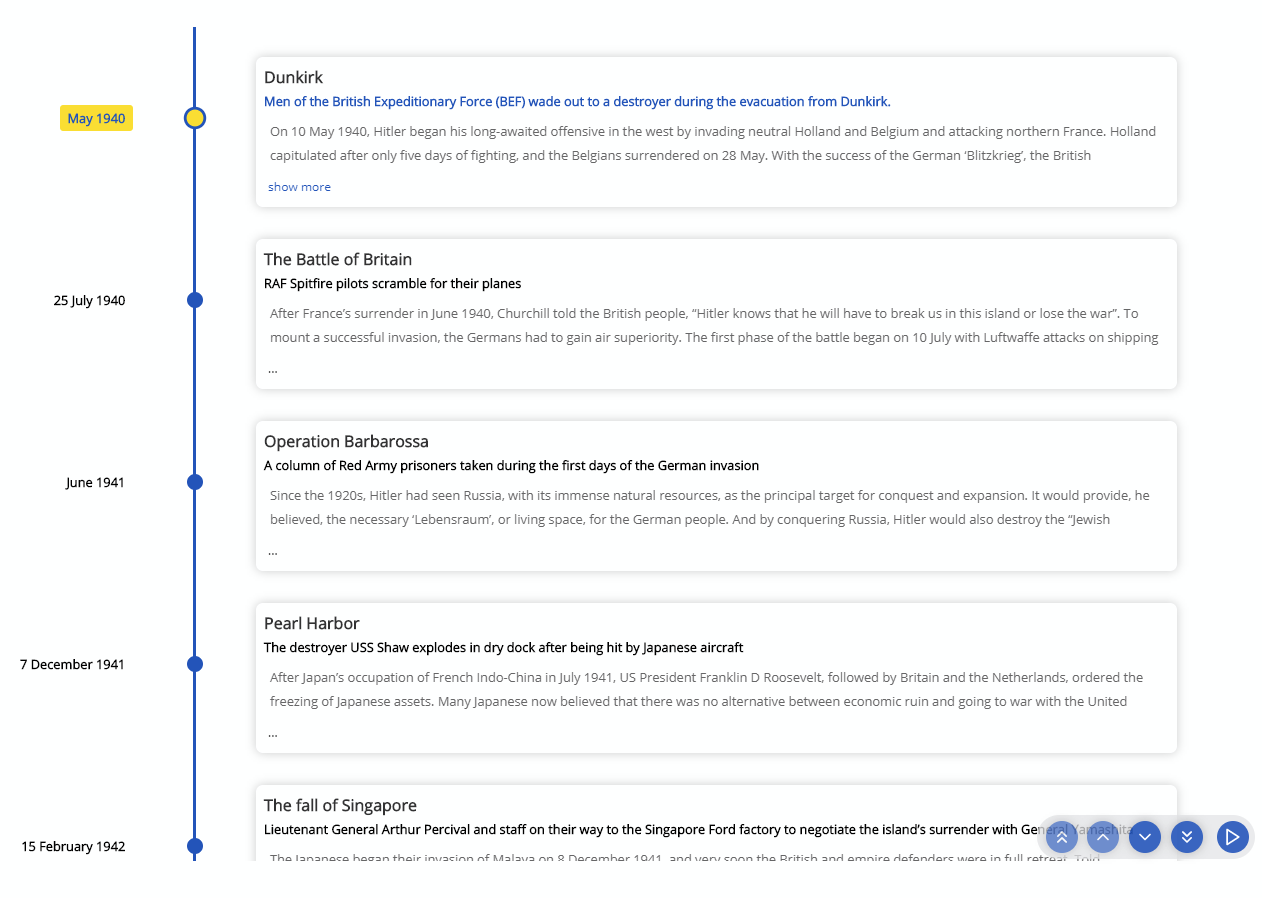 Dunkirk
Men of the British Expeditionary Force (BEF) wade out to a destroyer during the evacuation from Dunkirk.
May 1940
On 10 May 1940, Hitler began his long-awaited offensive in the west by invading neutral Holland and Belgium and attacking northern France. Holland
capitulated after only five days of fighting, and the Belgians surrendered on 28 May. With the success of the German ‘Blitzkrieg’, the British
show more
The Battle of Britain
RAF Spitfire pilots scramble for their planes
25 July 1940
After France’s surrender in June 1940, Churchill told the British people, “Hitler knows that he will have to break us in this island or lose the war”. To
mount a successful invasion, the Germans had to gain air superiority. The first phase of the battle began on 10 July with Luftwaffe attacks on shipping
...
Operation Barbarossa
A column of Red Army prisoners taken during the first days of the German invasion
June 1941
Since the 1920s, Hitler had seen Russia, with its immense natural resources, as the principal target for conquest and expansion. It would provide, he
believed, the necessary ‘Lebensraum’, or living space, for the German people. And by conquering Russia, Hitler would also destroy the “Jewish
...
Pearl Harbor
The destroyer USS Shaw explodes in dry dock after being hit by Japanese aircraft
7 December 1941
After Japan’s occupation of French Indo-China in July 1941, US President Franklin D Roosevelt, followed by Britain and the Netherlands, ordered the
freezing of Japanese assets. Many Japanese now believed that there was no alternative between economic ruin and going to war with the United
...
The fall of Singapore
Lieutenant General Arthur Percival and staff on their way to the Singapore Ford factory to negotiate the island’s surrender with General Yamashita
15 February 1942
The Japanese began their invasion of Malaya on 8 December 1941, and very soon the British and empire defenders were in full retreat. Told